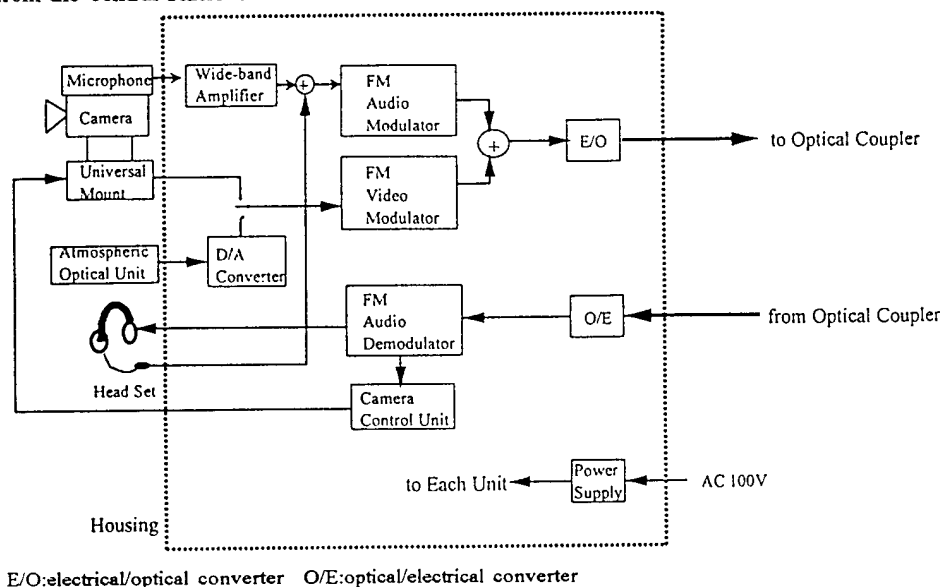 Microphone
Camera
Universal
Mount
Atmospheric
Optical Unit
Head Set
Housing
Wide-band
Amplifier
+
FM
Audio
Modulator
FM
Video
Modulator
+
E/O
to Optical Coupler
D/A
Converter
FM
Audio
Demodulator
O/E
from Optical Coupler
Camera
Control Unit
to Each Unit
Power
Supply
AC 100V
E/O:electrical/optical converter O/E:optical/electrical converter